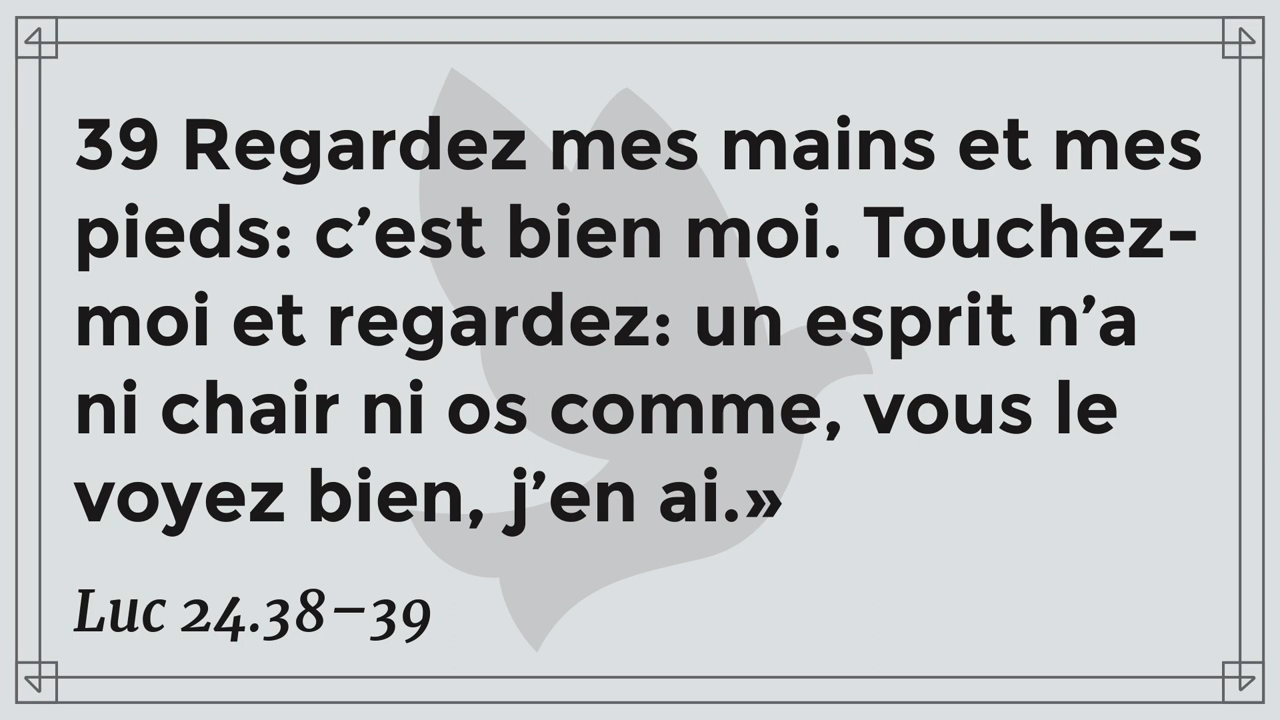 39 Regardez mes mains et mes
pieds: c’est bien moi. Touchez-
moi et regardez: un esprit n’a
ni chair ni os comme, vous le
voyez bien, j’en ai.»
Luc 24.38–39